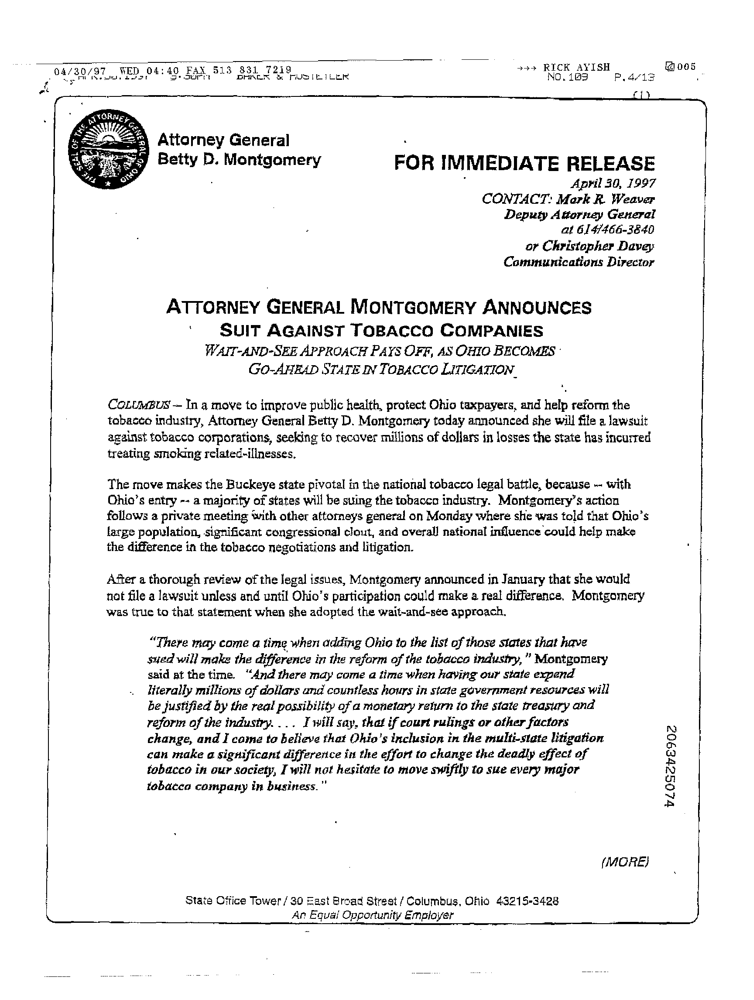 04/30/97 WED 04:40 FAX 513 831 7219 →→→ RICK AYISH 005
BAKER & HOSTETLER NO.109 P.4/13
(1)
Attorney General
Betty D. Montgomery
FOR IMMEDIATE RELEASE
April 30, 1997
CONTACT: Mark R. Weaver
Deputy Attorney General
at 614/466-3840
or Christopher Davey
Communications Director
ATTORNEY GENERAL MONTGOMERY ANNOUNCES
SUIT AGAINST TOBACCO COMPANIES
WAIT-AND-SEE APPROACH PAYS OFF, AS OHIO BECOMES
GO-AHEAD STATE IN TOBACCO LITIGATION
COLUMBUS -- In a move to improve public health, protect Ohio taxpayers, and help reform the
tobacco industry, Attorney General Betty D. Montgomery today announced she will file a lawsuit
against tobacco corporations, seeking to recover millions of dollars in losses the state has incurred
treating smoking related-illnesses.
The move makes the Buckeye state pivotal in the national tobacco legal battle, because -- with
Ohio's entry -- a majority of states will be suing the tobacco industry. Montgomery's action
follows a private meeting with other attorneys general on Monday where she was told that Ohio's
large population, significant congressional clout, and overall national influence could help make
the difference in the tobacco negotiations and litigation.
After a thorough review of the legal issues, Montgomery announced in January that she would
not file a lawsuit unless and until Ohio's participation could make a real difference. Montgomery
was true to that statement when she adopted the wait-and-see approach.
"There may come a time when adding Ohio to the list of those states that have
sued will make the difference in the reform of the tobacco industry," Montgomery
said at the time. "And there may come a time when having our state expend
literally millions of dollars and countless hours in state government resources will
be justified by the real possibility of a monetary return to the state treasury and
reform of the industry. . . . I will say, that if court rulings or other factors
change, and I come to believe that Ohio's inclusion in the multi-state litigation
can make a significant difference in the effort to change the deadly effect of
tobacco in our society, I will not hesitate to move swiftly to sue every major
tobacco company in business."
2063425074
(MORE)
State Office Tower / 30 East Broad Street / Columbus, Ohio 43215-3428
An Equal Opportunity Employer